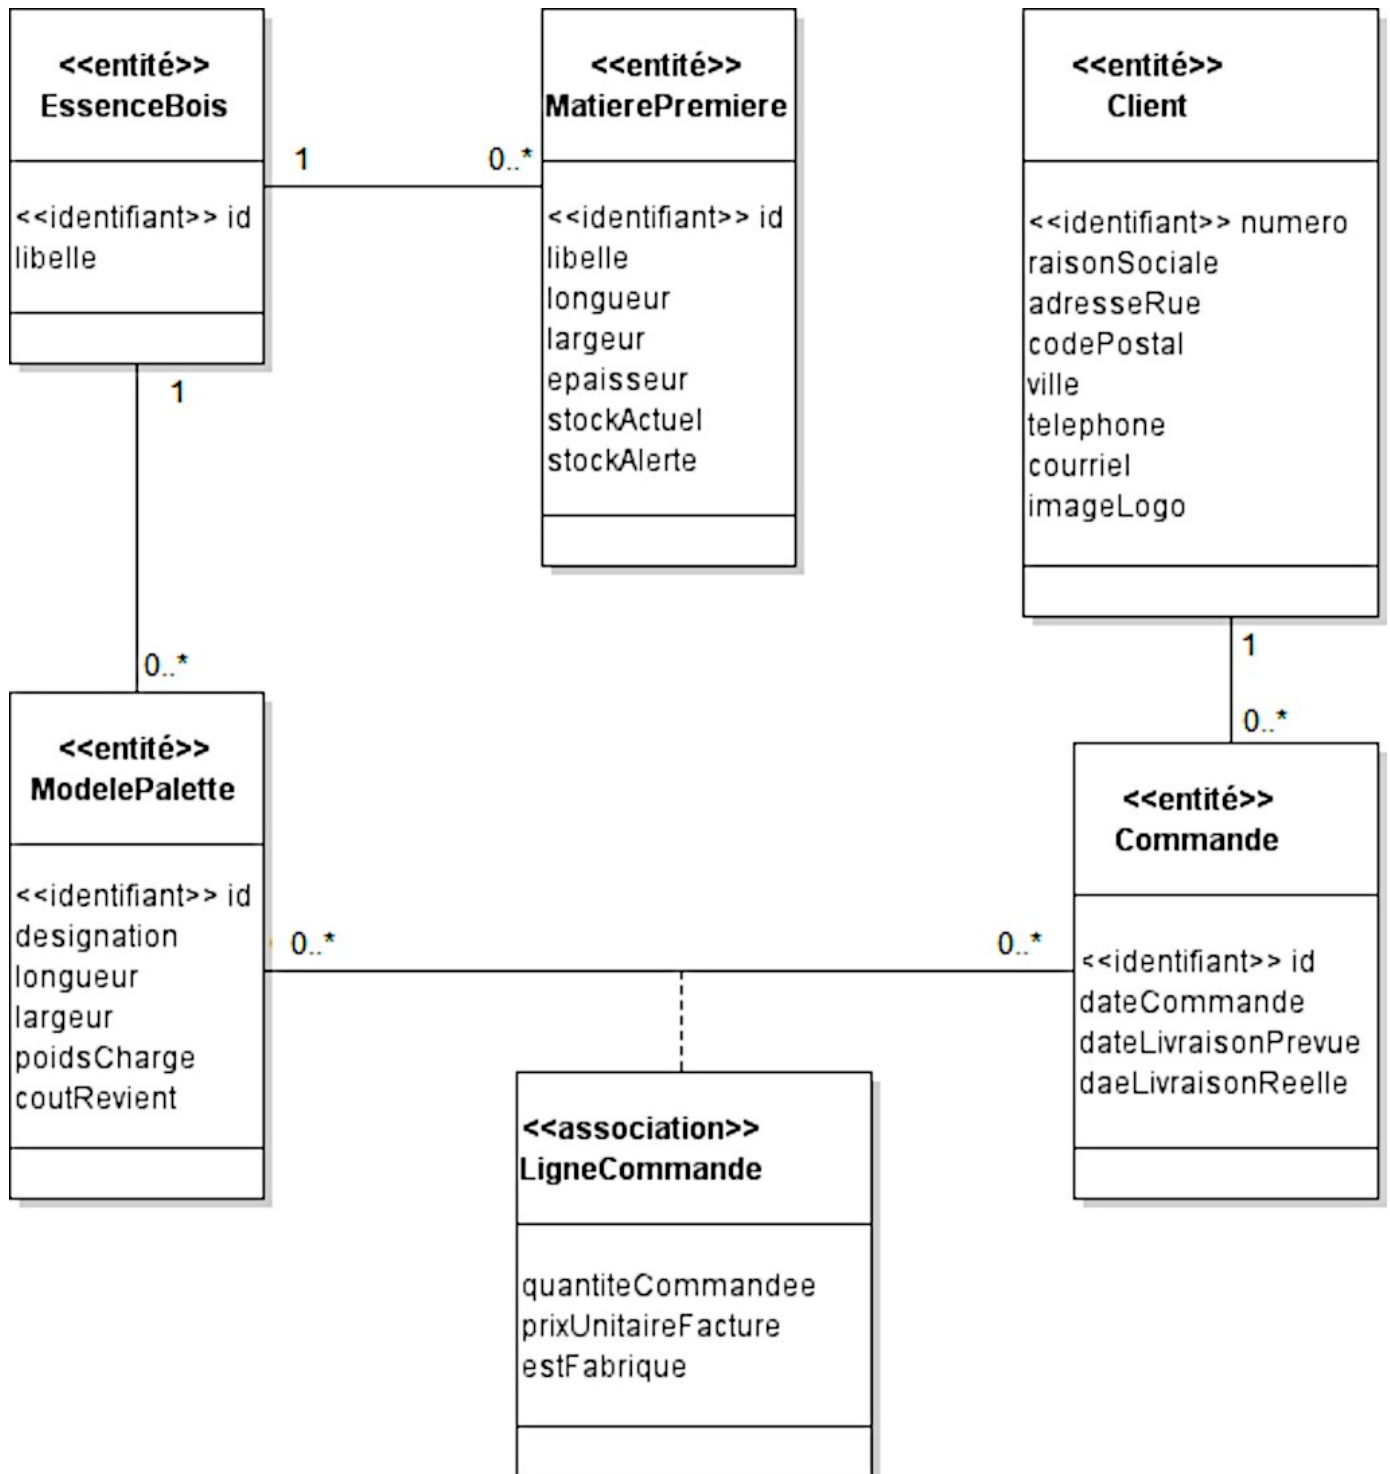 <<entité>>
EssenceBois
<<identifiant>> id
libelle
1
0..*
<<entité>>
MatierePremiere
<<identifiant>> id
libelle
longueur
largeur
epaisseur
stockActuel
stockAlerte
<<entité>>
Client
<<identifiant>> numero
raisonSociale
adresseRue
codePostal
ville
telephone
courriel
imageLogo
1
0..*
1
0..*
<<entité>>
ModelePalette
<<identifiant>> id
designation
longueur
largeur
poidsCharge
coutRevient
0..*
0..*
<<entité>>
Commande
<<identifiant>> id
dateCommande
dateLivraisonPrevue
daeLivraisonReelle
<<association>>
LigneCommande
quantiteCommandee
prixUnitaireFacture
estFabrique